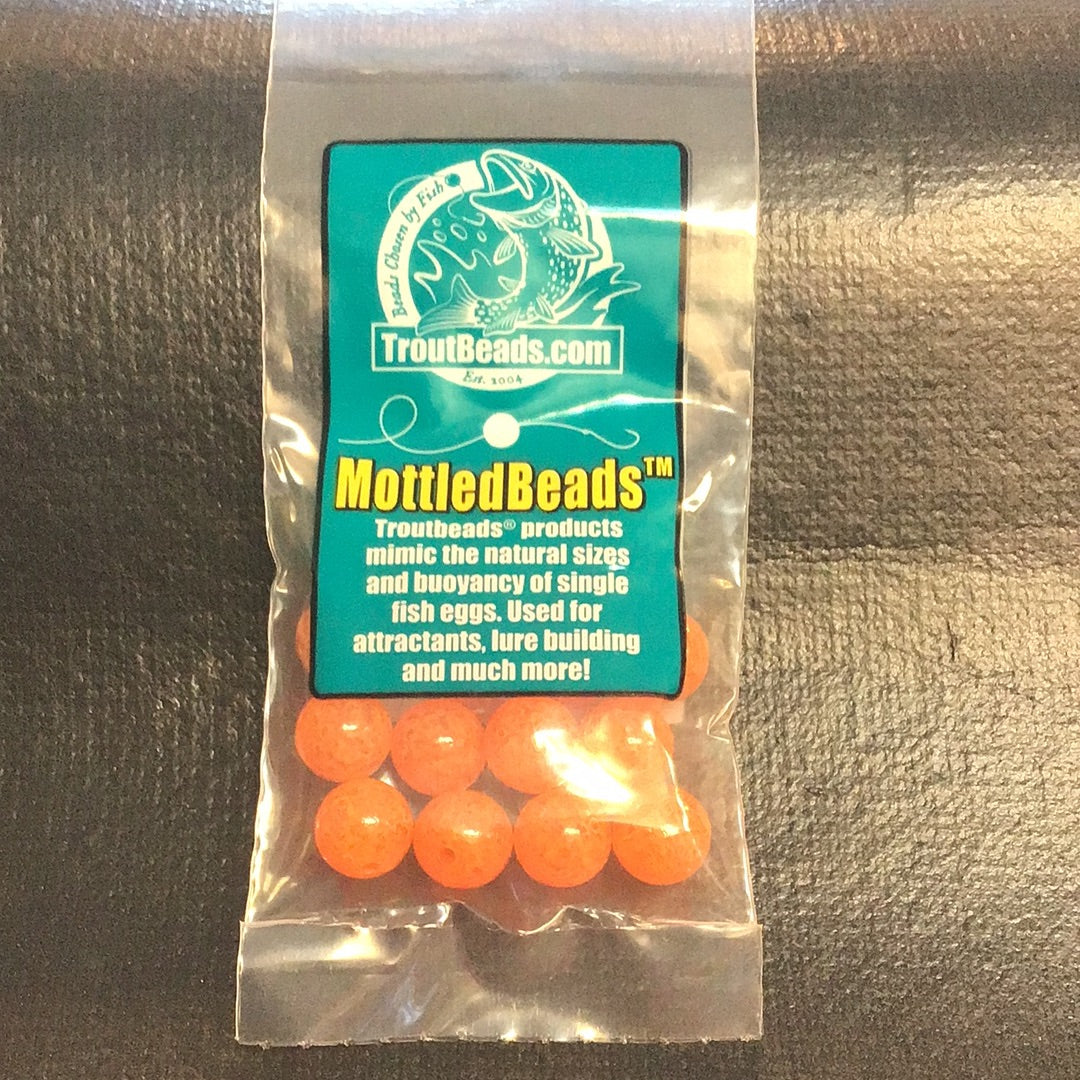 Beads Chosen by Fish
TroutBeads.com
Est. 2004
MottledBeads™
Troutbeads® products
mimic the natural sizes
and buoyancy of single
fish eggs. Used for
attractants, lure building
and much more!